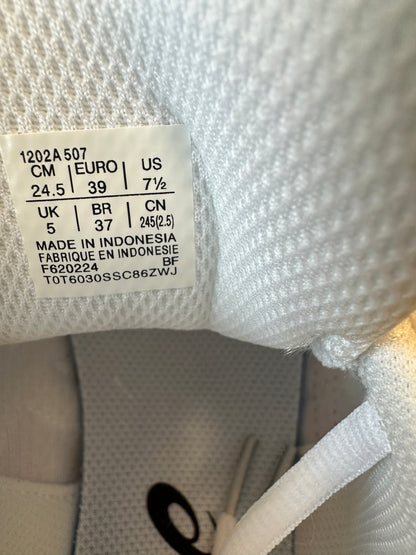 1202A507
CM | EURO | US
24.5 | 39 | 7½
UK | BR | CN
5 | 37 | 245(2.5)
MADE IN INDONESIA
FABRIQUE EN INDONESIE
F620224 BF
T0T6030SSC86ZWJ